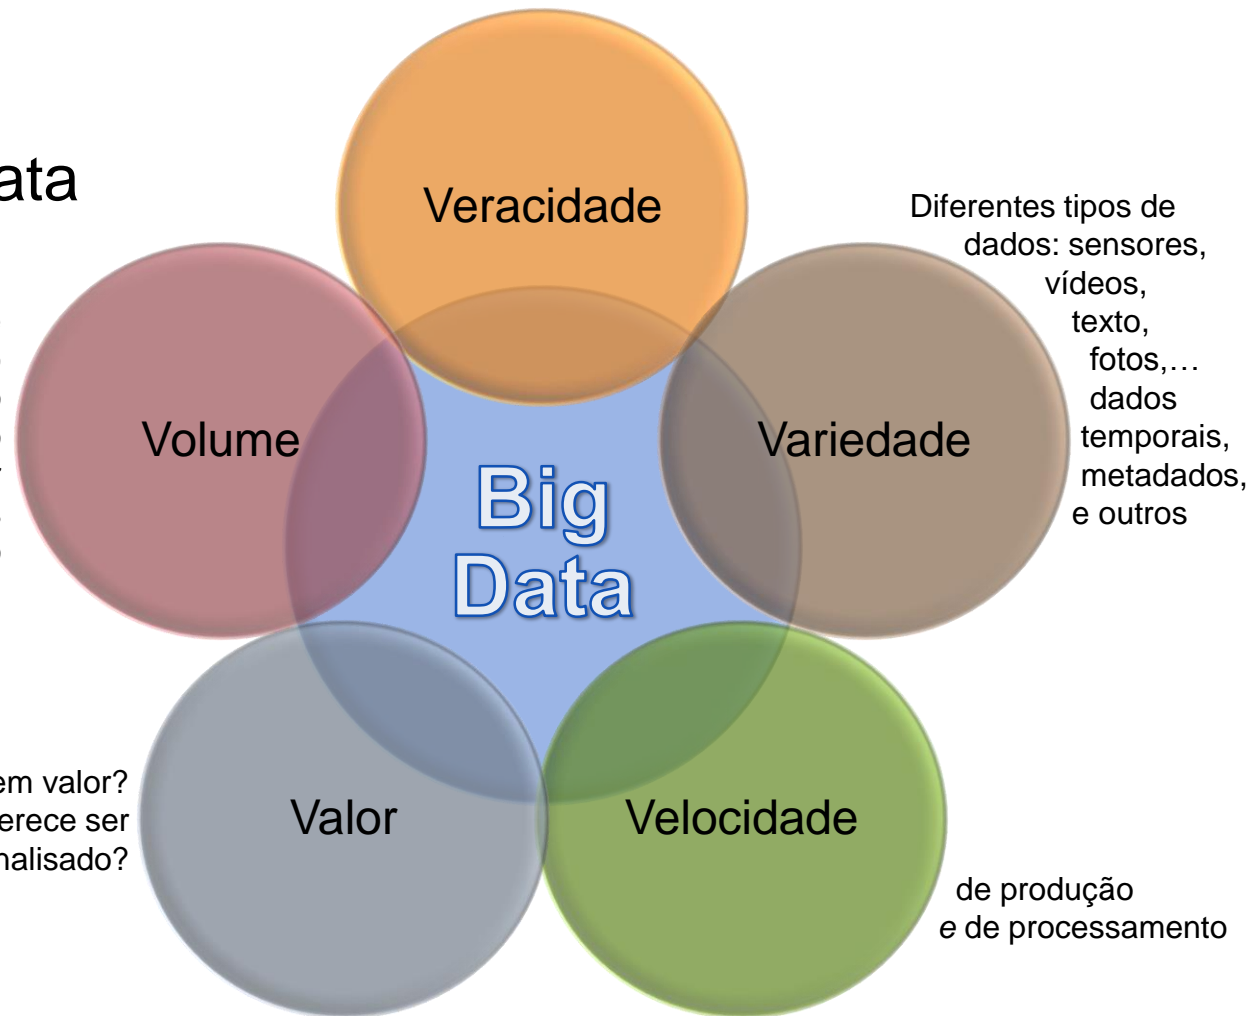 ata
Veracidade
Diferentes tipos de
dados: sensores,
vídeos,
texto,
fotos,…
dados
temporais,
metadados,
e outros
Volume
Variedade
Big
Data
em valor?
erece ser
nalisado?
Valor
Velocidade
de produção
e de processamento